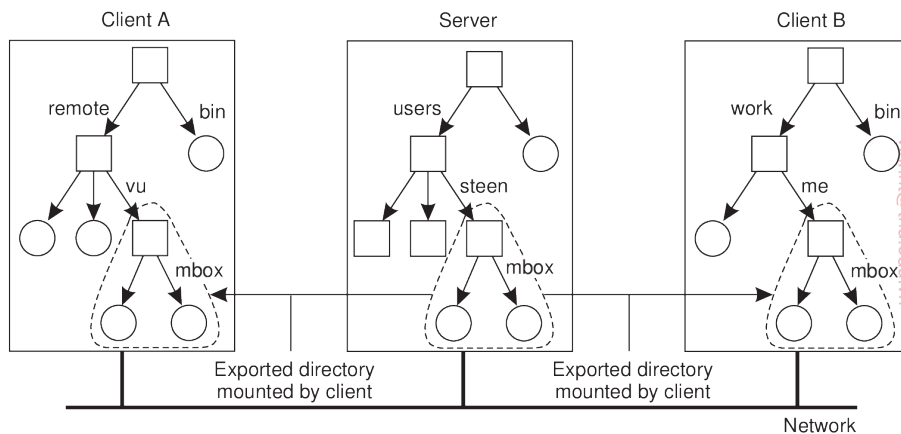 Client A
Server
Client B
remote
bin
users
work
bin
vu
steen
me
mbox
mbox
mbox
Exported directory
mounted by client
Exported directory
mounted by client
Network